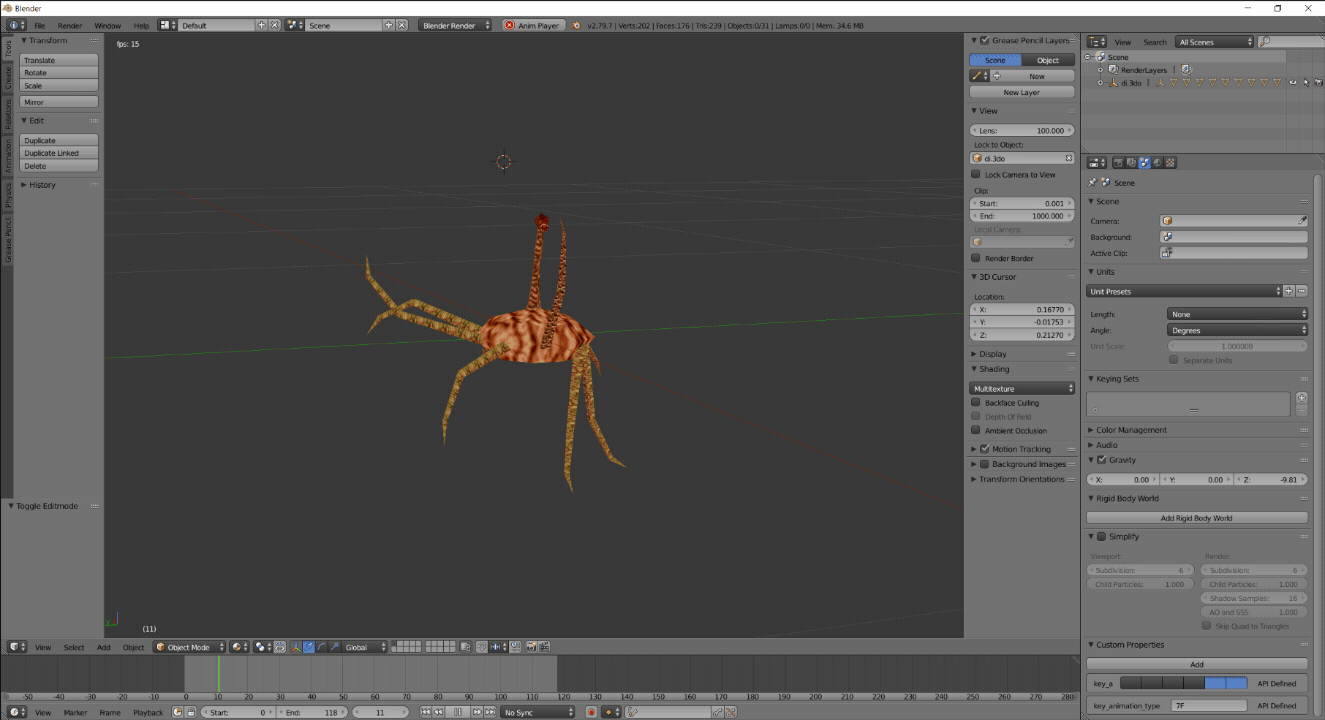 Blender
File Render Window Help Default Scene Blender Render Anim Player v2.79.7 | Verts:202 | Faces:176 | Tris:239 | Objects:0/31 | Lamps:0/0 | Mem: 34.6 MB
Tools
Create
Relations
Animation
Physics
Grease Pencil
Transform
Translate
Rotate
Scale
Mirror
Edit
Duplicate
Duplicate Linked
Delete
History
Toggle Editmode
fps: 15
(11)
Grease Pencil Layers
Scene Object
New
New Layer
View
Lens: 100.000
Lock to Object:
di.3do
Lock Camera to View
Clip:
Start: 0.001
End: 1000.000
Local Camera:
Render Border
3D Cursor
Location:
X: 0.16770
Y: -0.01753
Z: 0.21270
Display
Shading
Multitexture
Backface Culling
Depth Of Field
Ambient Occlusion
Motion Tracking
Background Images
Transform Orientations
View Search All Scenes
Scene
RenderLayers
di.3do
Scene
Scene
Camera:
Background:
Active Clip:
Units
Unit Presets
Length: None
Angle: Degrees
Unit Scale: 1.000000
Separate Units
Keying Sets
Color Management
Audio
Gravity
X: 0.00 Y: 0.00 Z: -9.81
Rigid Body World
Add Rigid Body World
Simplify
Viewport: Render:
Subdivision: 6 Subdivision: 6
Child Particles: 1.000 Child Particles: 1.000
Shadow Samples: 16
AO and SSS: 1.000
Skip Quad to Triangles
Custom Properties
Add
key_a API Defined
key_animation_type 7F API Defined
View Select Add Object Object Mode Global
-50 -40 -30 -20 -10 0 10 20 30 40 50 60 70 80 90 100 110 120 130 140 150 160 170 180 190 200 210 220 230 240 250 260 270 280
View Marker Frame Playback Start: 0 End: 118 11 No Sync